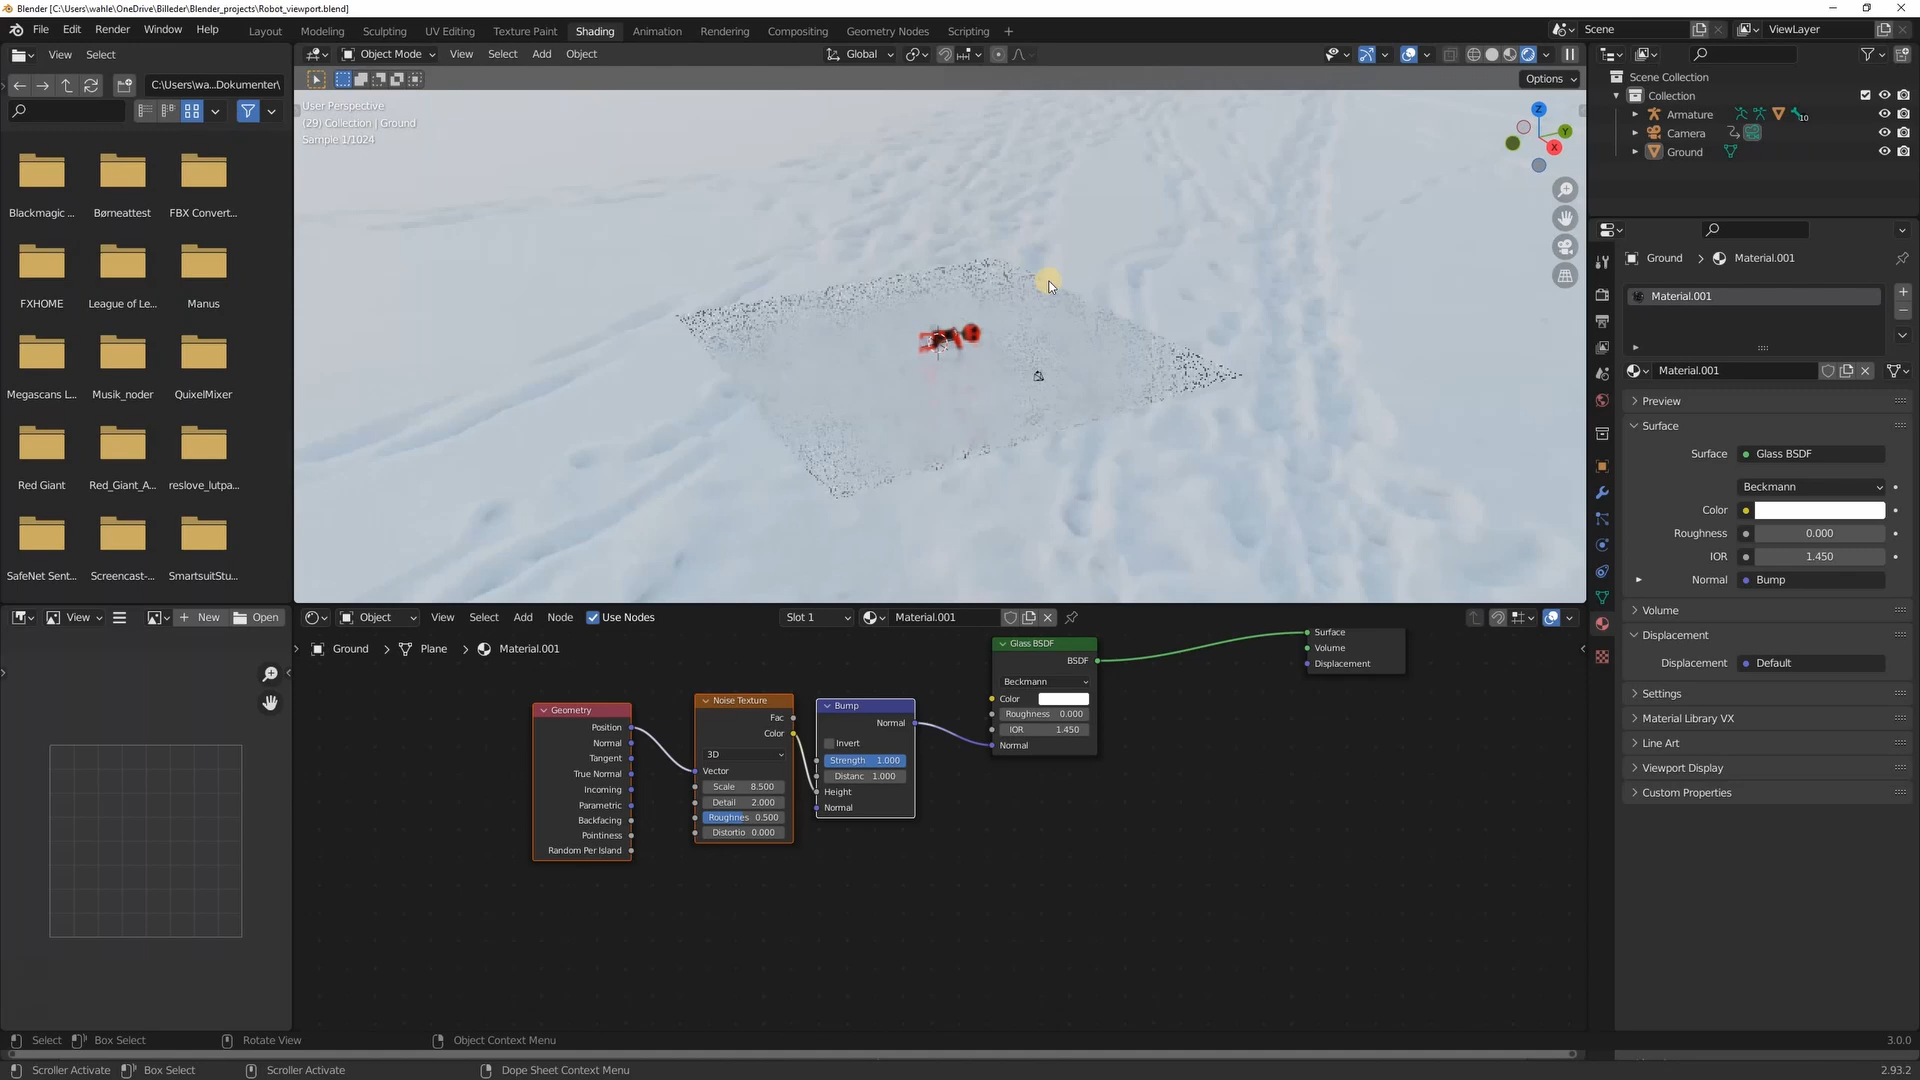 Blender [C:\Users\wahle\OneDrive\Billeder\Blender_projects\Robot_viewport.blend]
File Edit Render Window Help
Layout Modeling Sculpting UV Editing Texture Paint Shading Animation Rendering Compositing Geometry Nodes Scripting
Scene
ViewLayer
View Select
C:\Users\wa...Dokumenter\
Blackmagic ... Børneattest FBX Convert...
FXHOME League of Le... Manus
Megascans L... Musik_noder QuixelMixer
Red Giant Red_Giant_A... reslove_lutpa...
SafeNet Sent... Screencast-... SmartsuitStu...
Object Mode View Select Add Object
Global
Options
User Perspective
(29) Collection | Ground
Sample 1/1024
Z
Y
X
Scene Collection
Collection
Armature
10
Camera
Ground
Ground Material.001
Material.001
Material.001
Preview
Surface
Surface Glass BSDF
Beckmann
Color
Roughness 0.000
IOR 1.450
Normal Bump
Volume
Displacement
Displacement Default
Settings
Material Library VX
Line Art
Viewport Display
Custom Properties
View New Open
Object View Select Add Node Use Nodes Slot 1 Material.001
Ground Plane Material.001
Geometry
Position
Normal
Tangent
True Normal
Incoming
Parametric
Backfacing
Pointiness
Random Per Island
Noise Texture
Fac
Color
3D
Vector
Scale 8.500
Detail 2.000
Roughnes 0.500
Distortio 0.000
Bump
Normal
Invert
Strength 1.000
Distanc 1.000
Height
Normal
Glass BSDF
BSDF
Beckmann
Color
Roughness 0.000
IOR 1.450
Normal
Surface
Volume
Displacement
Select Box Select Rotate View Object Context Menu 3.0.0
Scroller Activate Box Select Scroller Activate Dope Sheet Context Menu 2.93.2